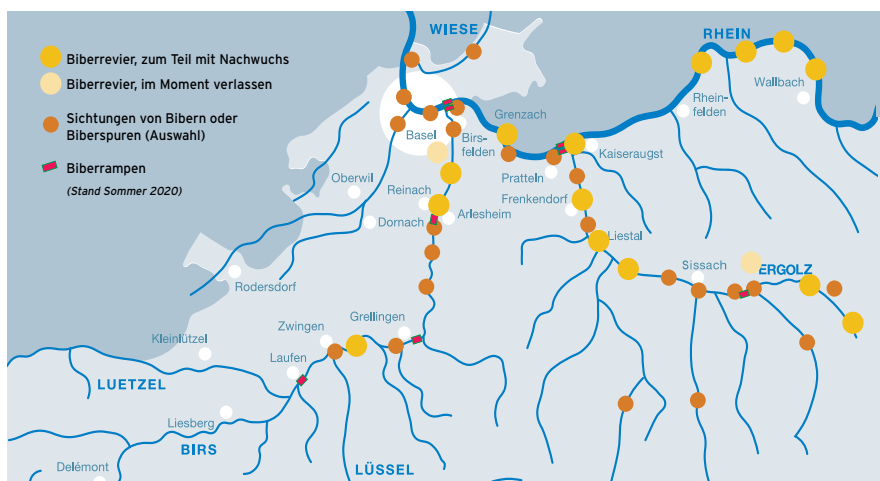 Biberrevier, zum Teil mit Nachwuchs
Biberrevier, im Moment verlassen
Sichtungen von Bibern oder
Biberspuren (Auswahl)
Biberrampen
(Stand Sommer 2020)
WIESE
RHEIN
Wallbach
Rhein-
felden
Grenzach
Basel
Birs-
felden
Kaiseraugst
Pratteln
Oberwil
Reinach
Frenkendorf
Dornach
Arlesheim
Liestal
Sissach
ERGOLZ
Rodersdorf
Grellingen
Zwingen
Kleinlützel
Laufen
LUETZEL
Liesberg
BIRS
LÜSSEL
Delémont